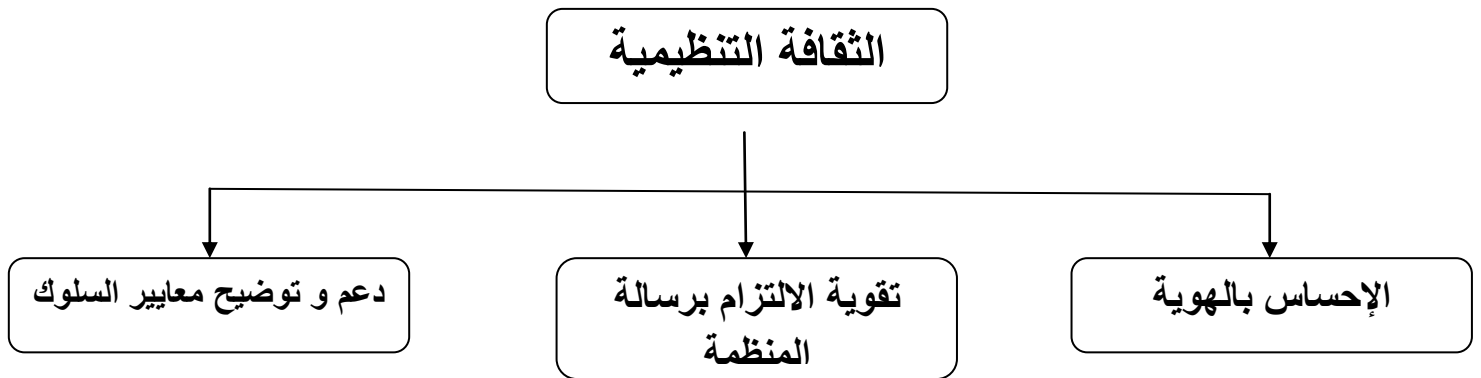 الثقافة التنظيمية
الإحساس بالهوية
تقوية الالتزام برسالة
المنظمة
دعم و توضيح معايير السلوك